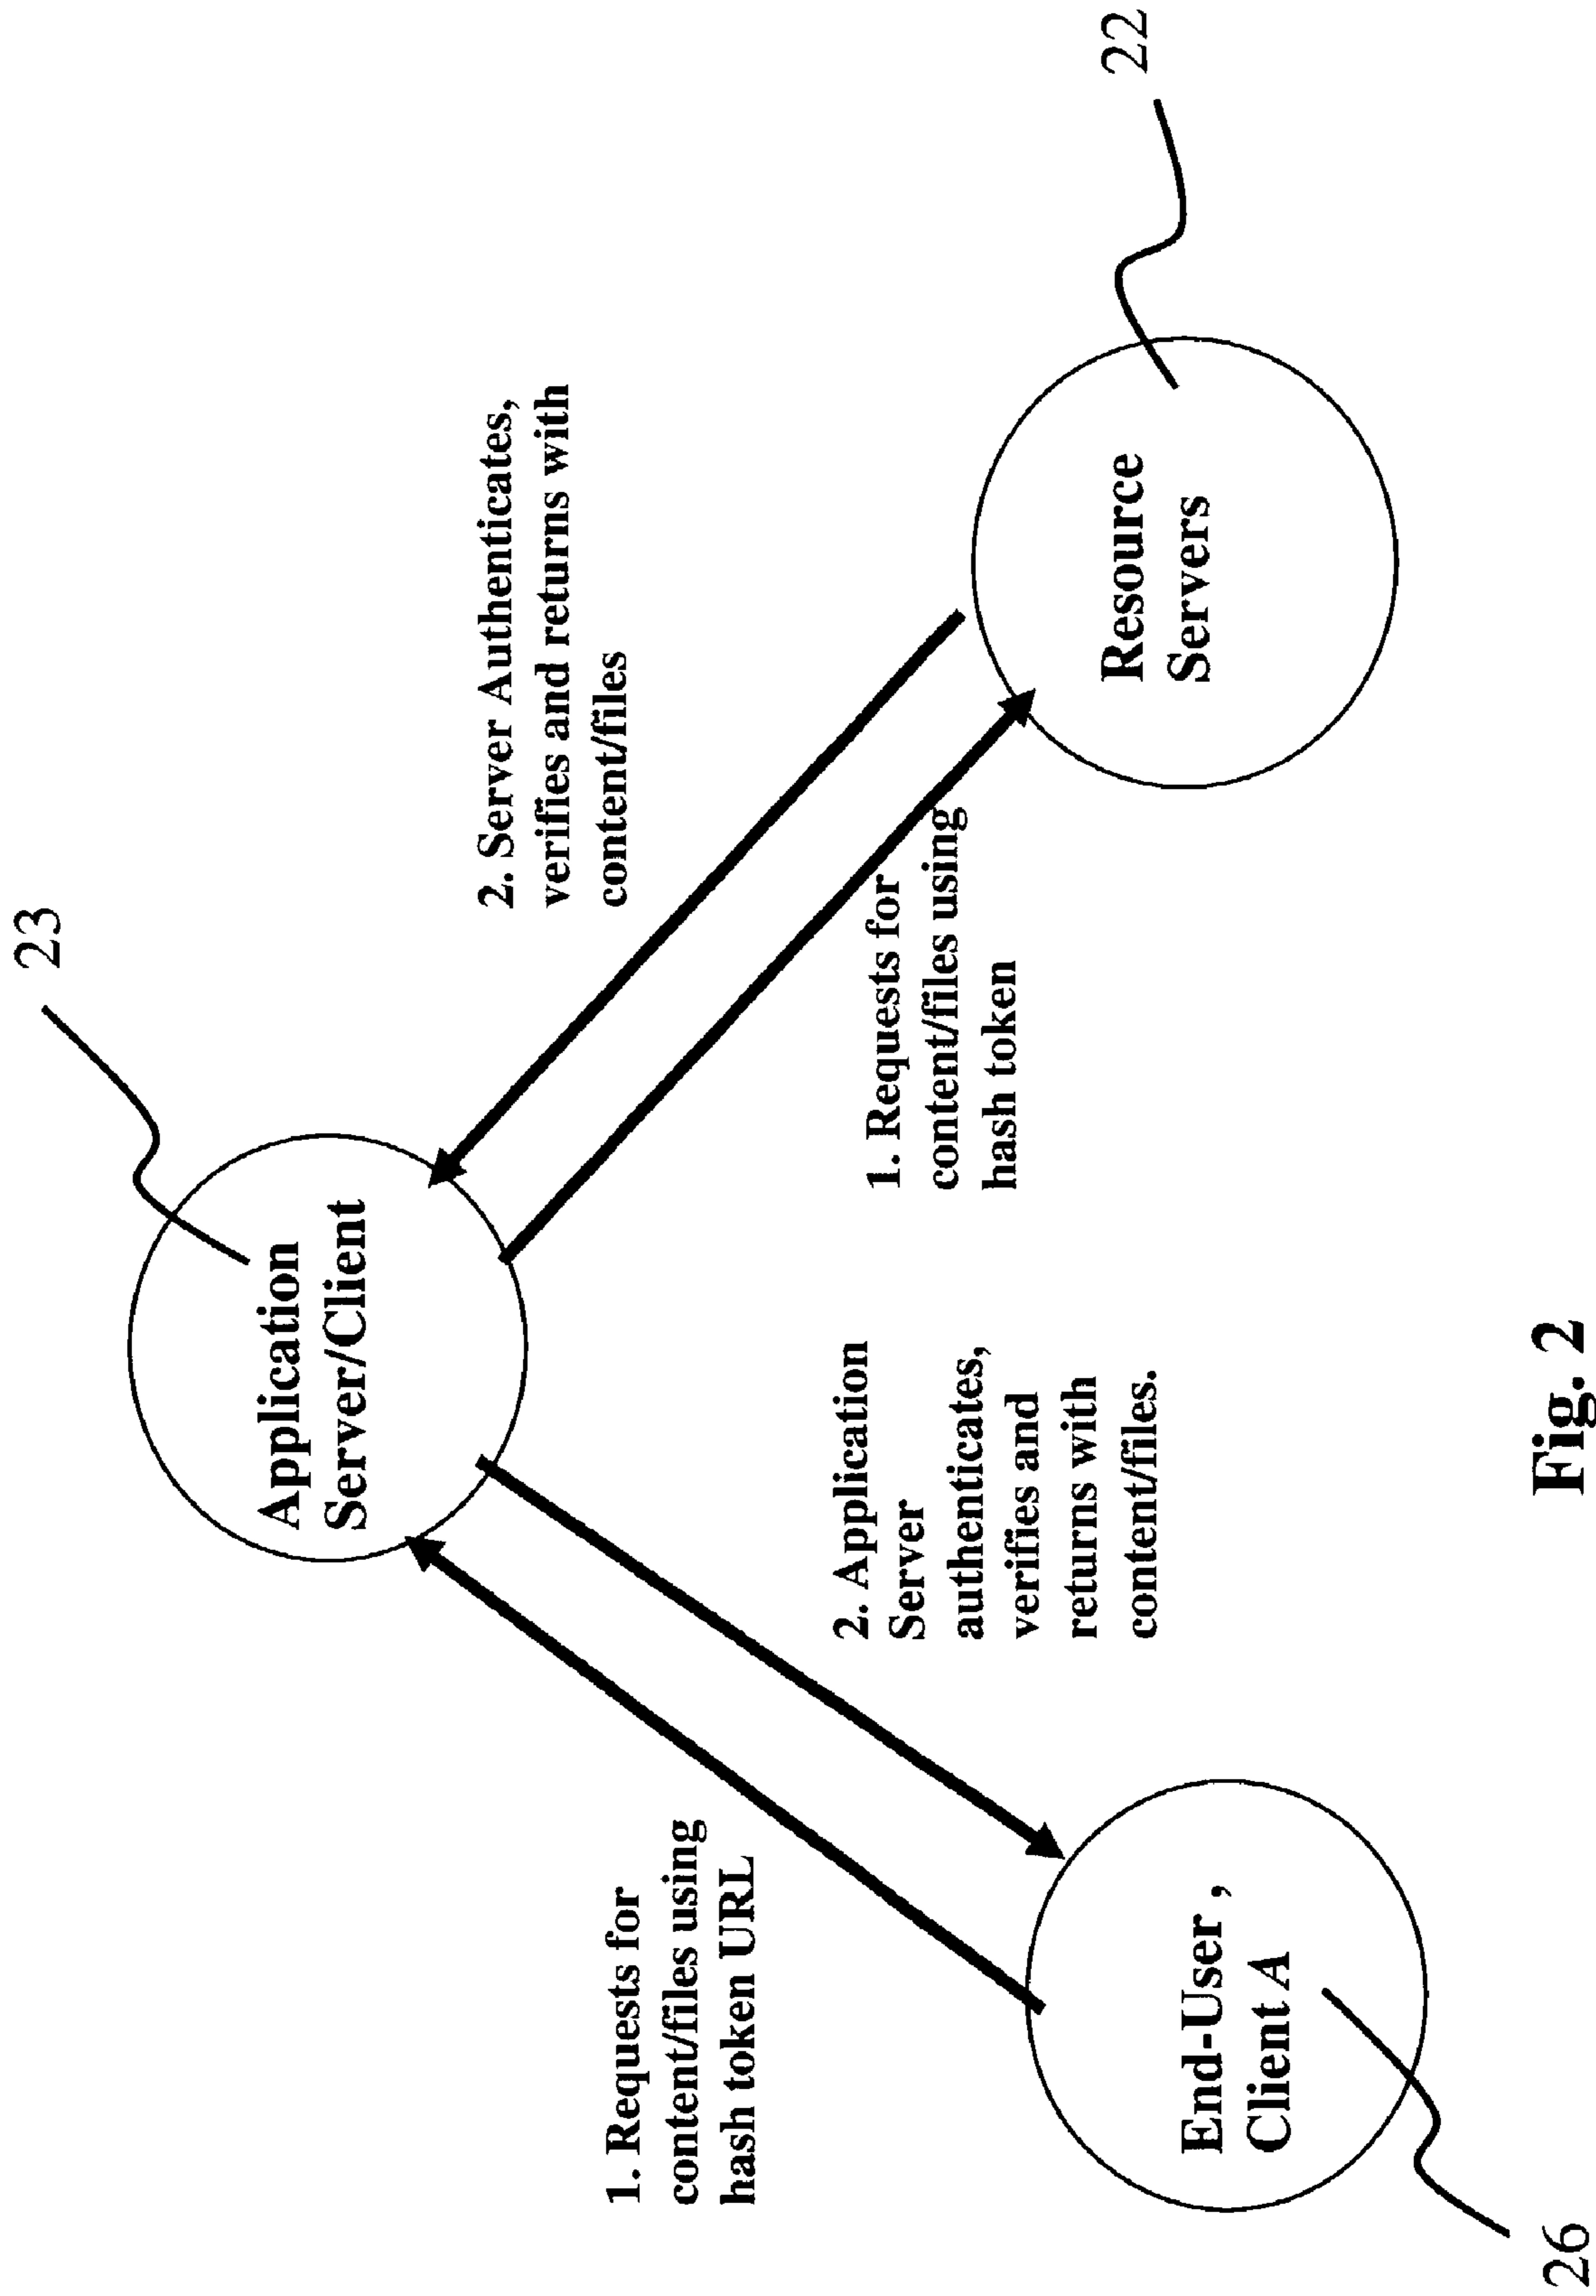 23
Application
Server/Client
1. Requests for
content/files using
hash token URL
2. Application
Server
authenticates,
verifies and
returns with
content/files.
2. Server Authenticates,
verifies and returns with
content/files
1. Requests for
content/files using
hash token
End-User ,
Client A
26
Resource
Servers
22
Fig. 2